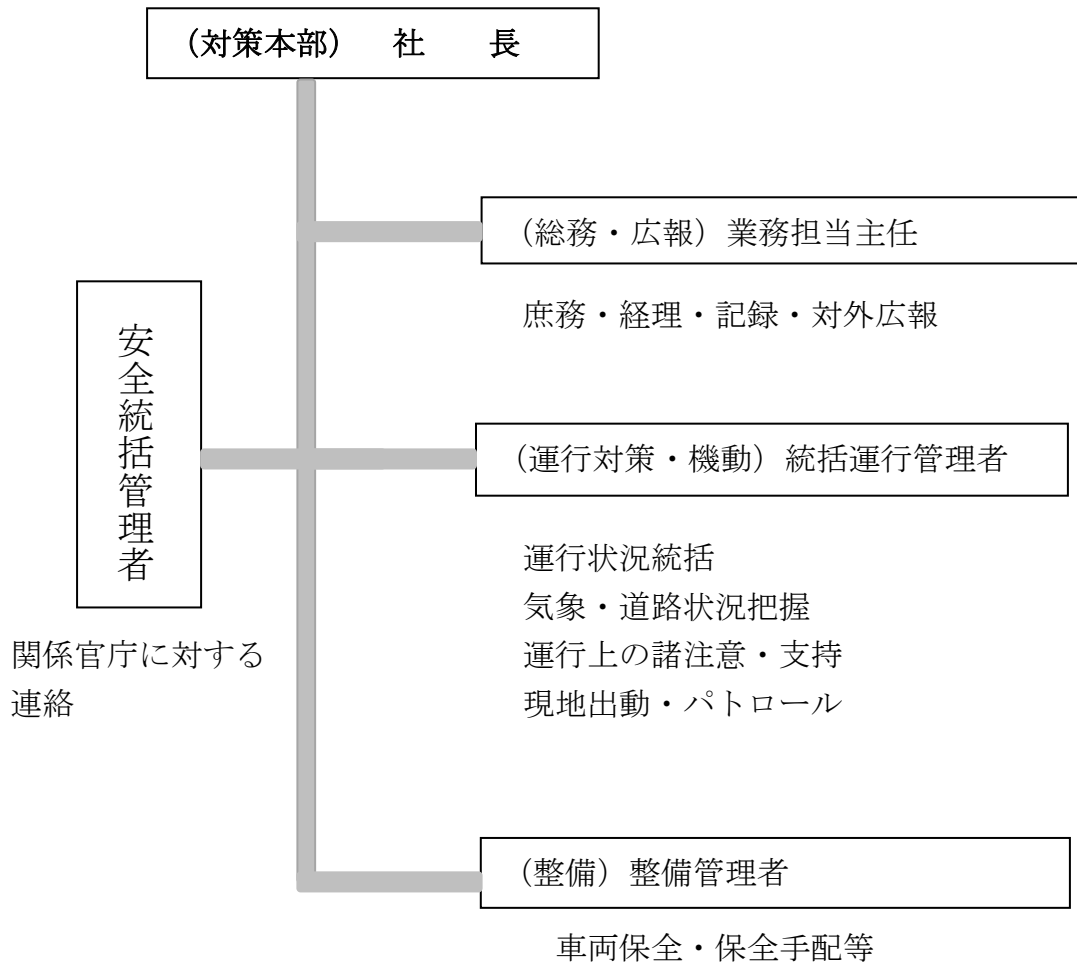 （対策本部）　社　　長
（総務・広報）業務担当主任
庶務・経理・記録・対外広報
安全統括管理者
関係官庁に対する
連絡
（運行対策・機動）統括運行管理者
運行状況統括
気象・道路状況把握
運行上の諸注意・支持
現地出動・パトロール
（整備）整備管理者
車両保全・保全手配等